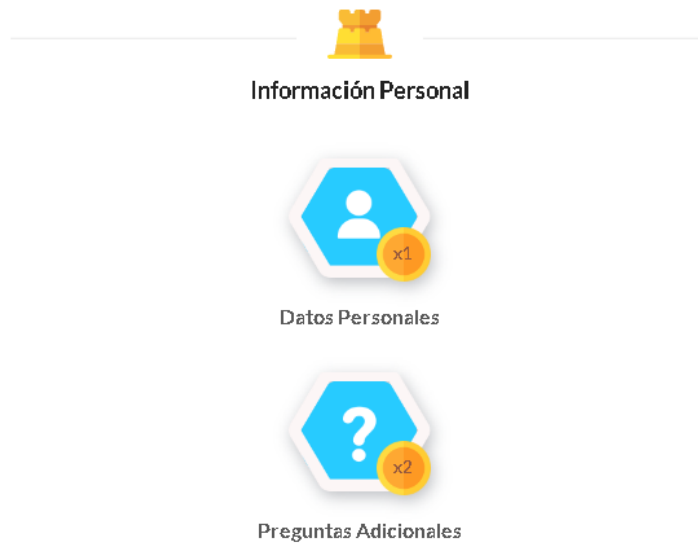 Información Personal
x1
Datos Personales
?
x2
Preguntas Adicionales